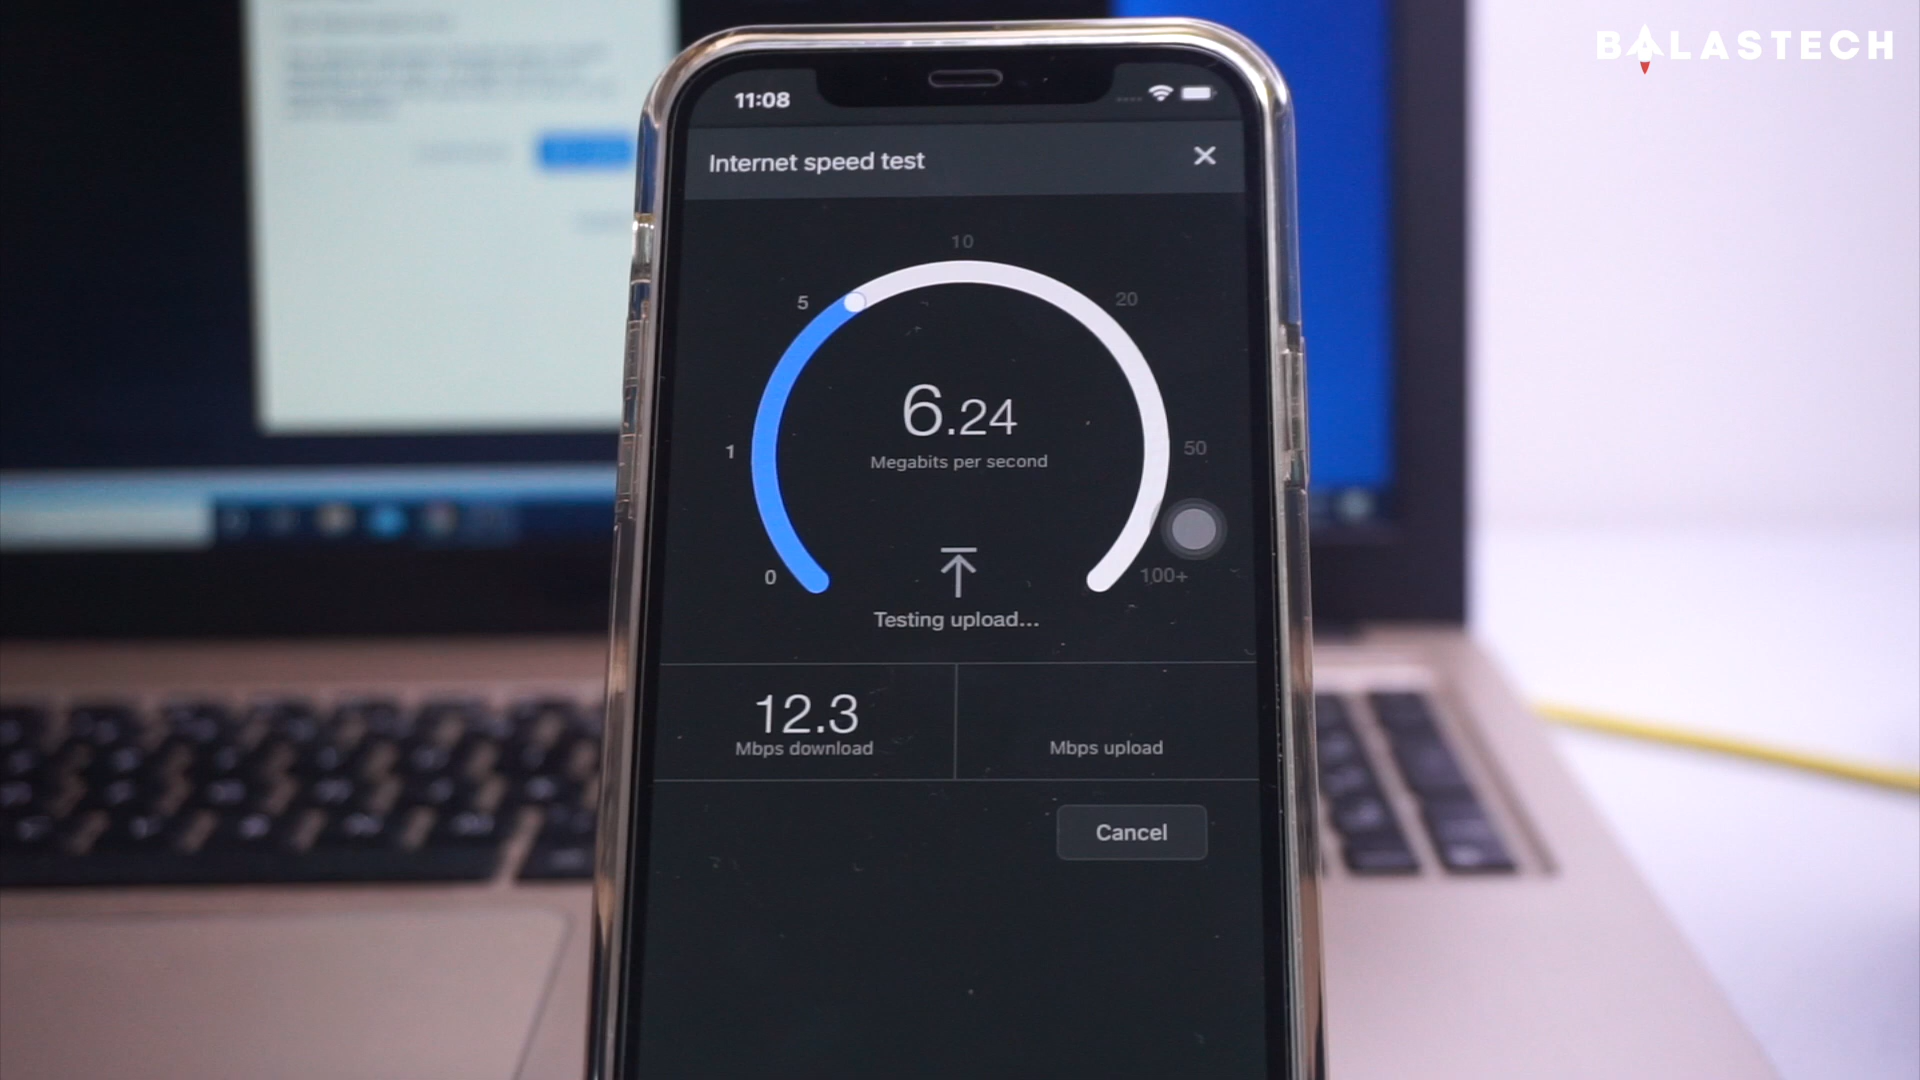 BALASTECH
11:08
Internet speed test
10
5
20
6.24
Megabits per second
1
50
0
100+
Testing upload...
12.3
Mbps download
Mbps upload
Cancel